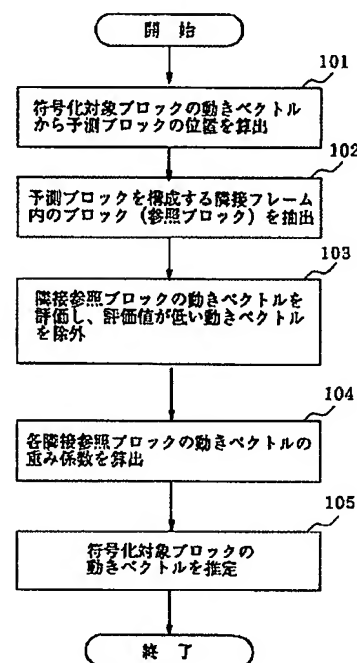 開 始
101
符号化対象ブロックの動きベクトル
から予測ブロックの位置を算出
102
予測ブロックを構成する隣接フレーム
内のブロック(参照ブロック)を抽出
103
隣接参照ブロックの動きベクトルを
評価し、評価値が低い動きベクトル
を除外
104
各隣接参照ブロックの動きベクトルの
重み係数を算出
105
符号化対象ブロックの
動きベクトルを推定
終 了